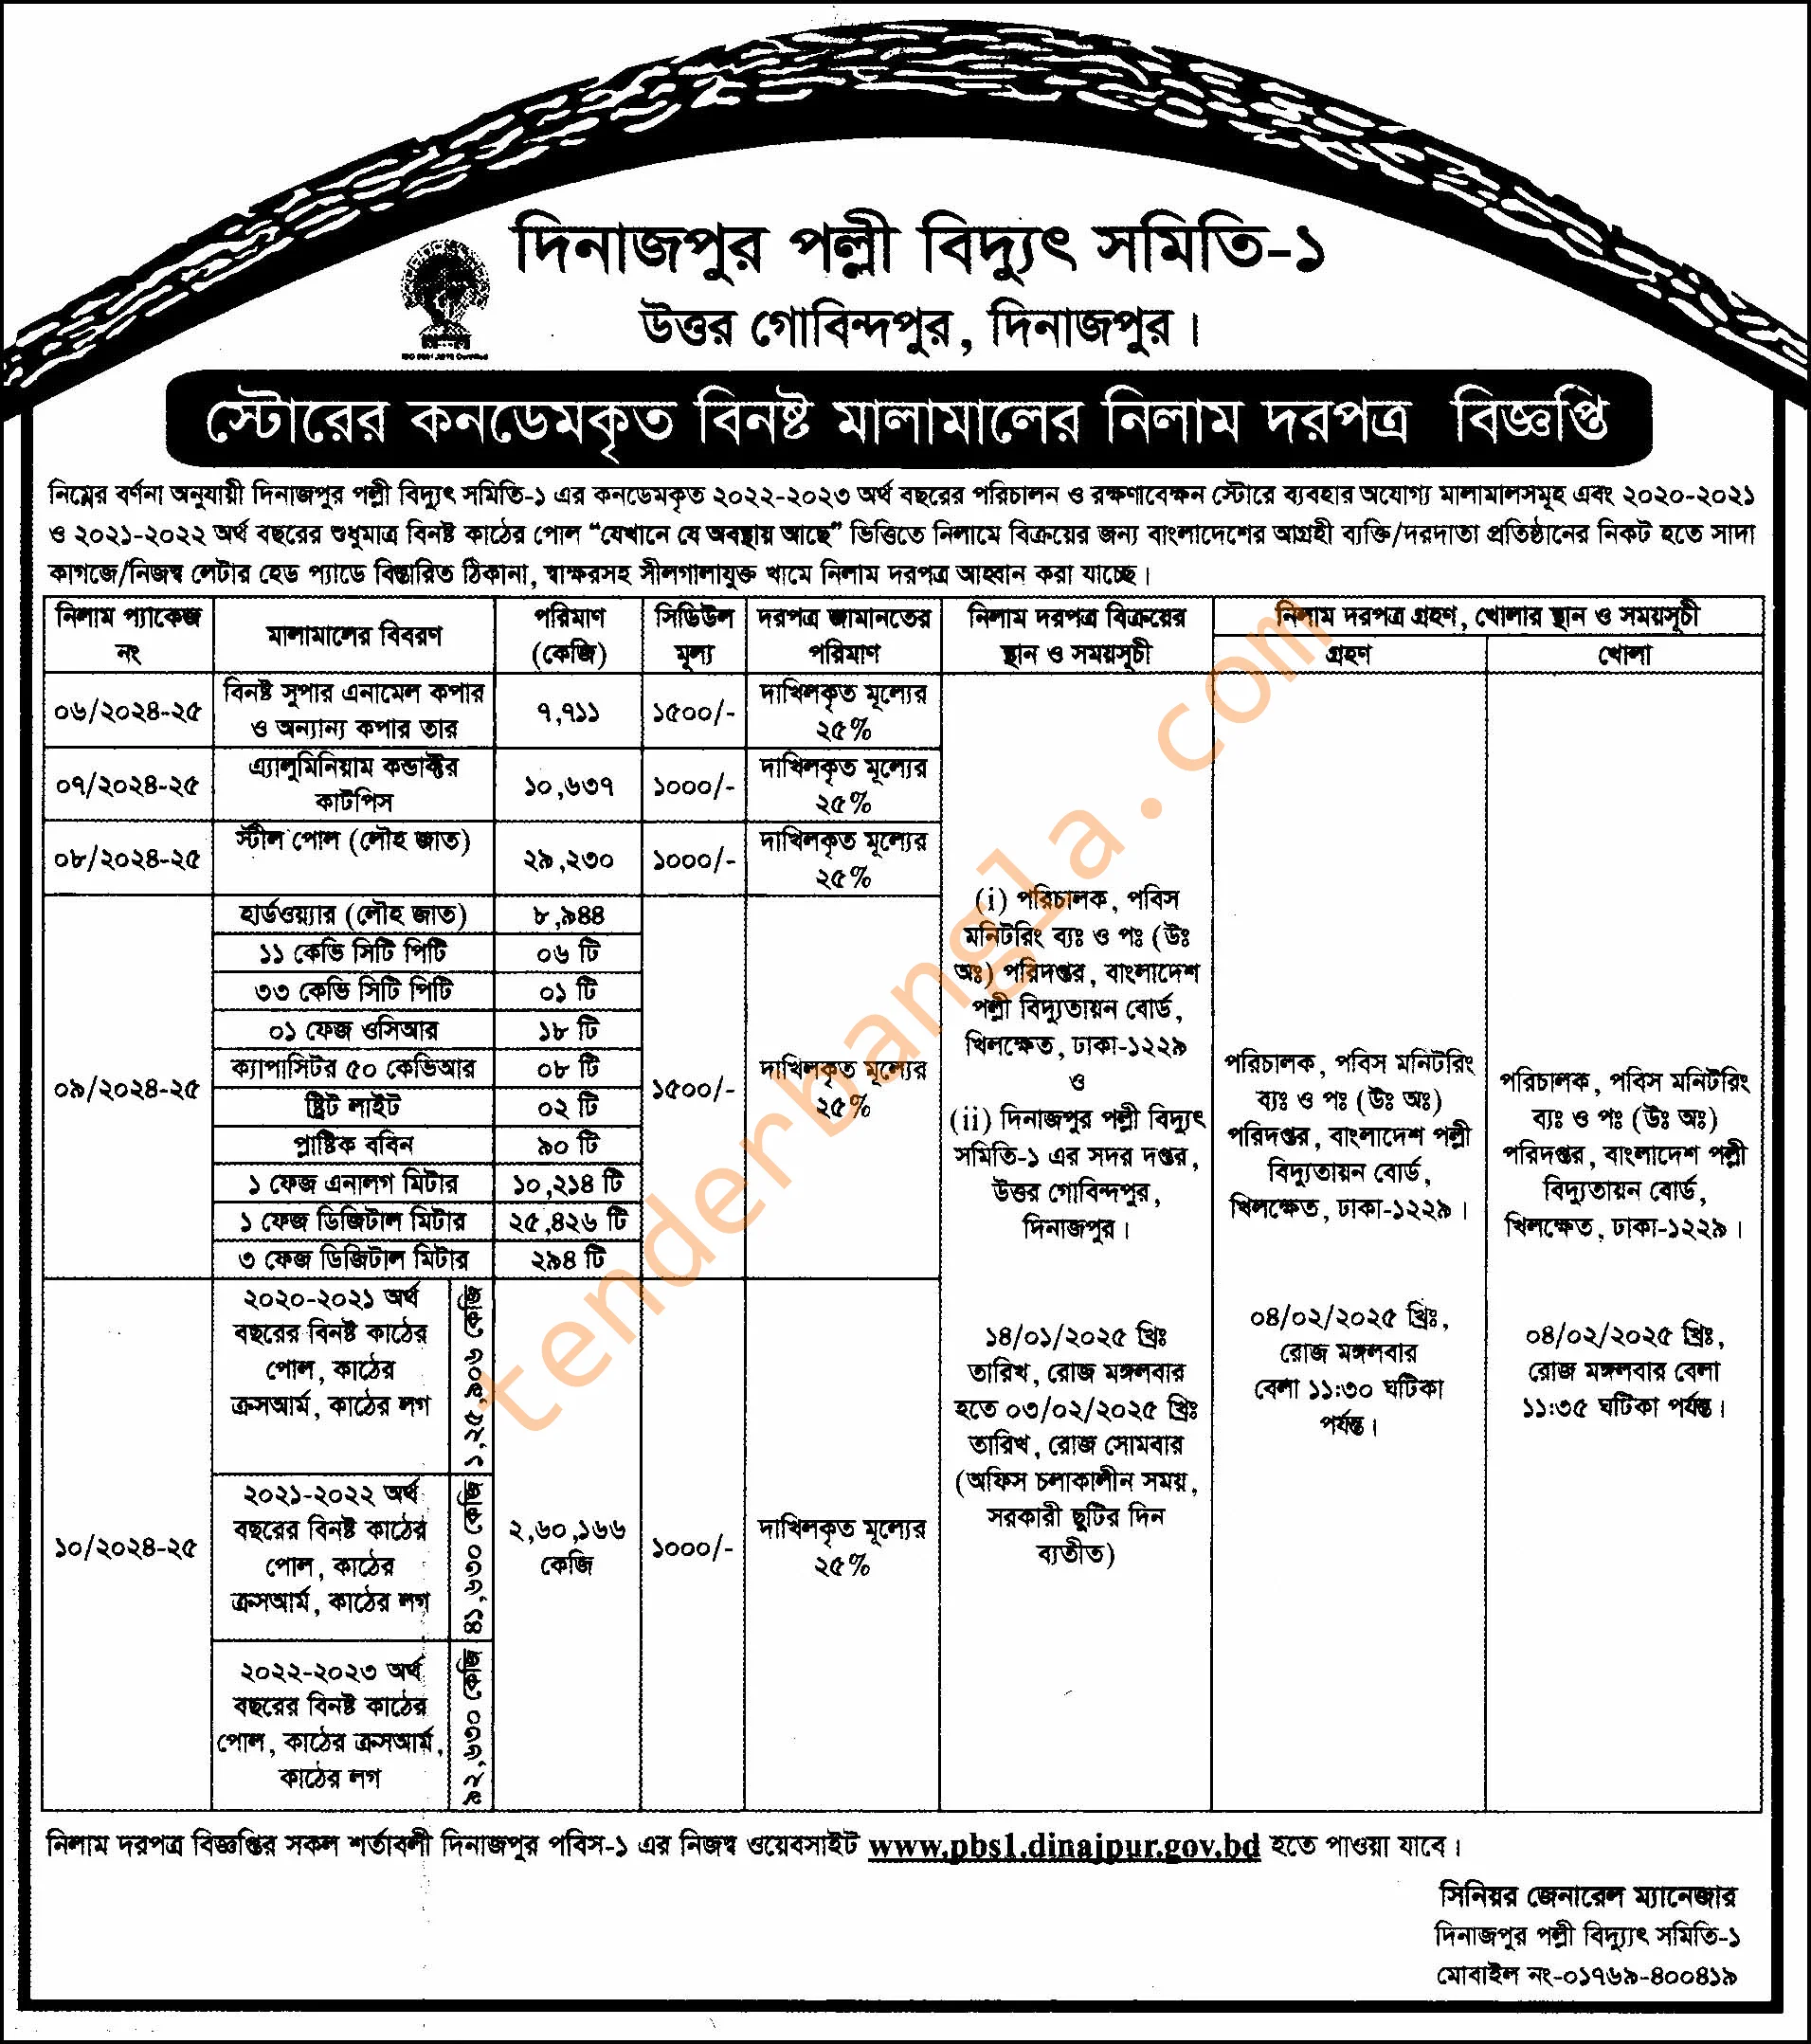 দিনাজপুর পল্লী বিদ্যুৎ সমিতি-১
উত্তর গোবিন্দপুর, দিনাজপুর।
স্টোরের কনডেমকৃত বিনষ্ট মালামালের নিলাম দরপত্র বিজ্ঞপ্তি
নিম্নের বর্ণনা অনুযায়ী দিনাজপুর পল্লী বিদ্যুৎ সমিতি-১ এর কনডেমকৃত ২০২২-২০২৩ অর্থ বছরের পরিচালন ও রক্ষণাবেক্ষন স্টোরে ব্যবহার অযোগ্য মালামালসমূহ এবং ২০২০-২০২১
ও ২০২১-২০২২ অর্থ বছরের শুধুমাত্র বিনষ্ট কাঠের পোল “যেখানে যে অবস্থায় আছে” ভিত্তিতে নিলামে বিক্রয়ের জন্য বাংলাদেশের আগ্রহী ব্যক্তি/দরদাতা প্রতিষ্ঠানের নিকট হতে সাদা
কাগজে/নিজস্ব লেটার হেড প্যাডে বিস্তারিত ঠিকানা, স্বাক্ষরসহ সীলগালাযুক্ত খামে নিলাম দরপত্র আহ্বান করা যাচ্ছে।
নিলাম প্যাকেজ
নং
মালামালের বিবরণ
পরিমাণ
(কেজি)
সিডিউল
মূল্য
দরপত্র জামানতের
পরিমাণ
নিলাম দরপত্র বিক্রয়ের
স্থান ও সময়সূচী
নিলাম দরপত্র গ্রহণ, খোলার স্থান ও সময়সূচী
গ্রহণ
খোলা
০৬/২০২৪-২৫
বিনষ্ট সুপার এনামেল কপার
ও অন্যান্য কপার তার
৭,৭১১
১৫০০/-
দাখিলকৃত মূল্যের
২৫%
০৭/২০২৪-২৫
এ্যালুমিনিয়াম কন্ডাক্টর
কাটপিস
১০,৬৩৭
১০০০/-
দাখিলকৃত মূল্যের
২৫%
০৮/২০২৪-২৫
স্টীল পোল (লৌহ জাত)
২৯,২৩০
১০০০/-
দাখিলকৃত মূল্যের
২৫%
০৯/২০২৪-২৫
হার্ডওয়্যার (লৌহ জাত)
৮,৯৪৪
১১ কেভি সিটি পিটি
০৬ টি
৩৩ কেভি সিটি পিটি
০১ টি
০১ ফেজ ওসিআর
১৮ টি
ক্যাপাসিটর ৫০ কেভিআর
০৮ টি
ষ্ট্রিট লাইট
০২ টি
প্লাষ্টিক ববিন
৯০ টি
১ ফেজ এনালগ মিটার
১০,২১৪ টি
১ ফেজ ডিজিটাল মিটার
২৫,৪২৬ টি
৩ ফেজ ডিজিটাল মিটার
২৯৪ টি
১৫০০/-
দাখিলকৃত মূল্যের
২৫%
১০/২০২৪-২৫
২০২০-২০২১ অর্থ
বছরের বিনষ্ট কাঠের
পোল, কাঠের
ক্রসআর্ম, কাঠের লগ
১,২৫,৯০৬ কেজি
২০২১-২০২২ অর্থ
বছরের বিনষ্ট কাঠের
পোল, কাঠের
ক্রসআর্ম, কাঠের লগ
৪১,৬৩০ কেজি
২০২২-২০২৩ অর্থ
বছরের বিনষ্ট কাঠের
পোল, কাঠের ক্রসআর্ম,
কাঠের লগ
৯২,৬৩০ কেজি
২,৬০,১৬৬
কেজি
১০০০/-
দাখিলকৃত মূল্যের
২৫%
(i) পরিচালক, পবিস
মনিটরিং ব্যঃ ও পঃ (উঃ
অঃ) পরিদপ্তর, বাংলাদেশ
পল্লী বিদ্যুতায়ন বোর্ড,
খিলক্ষেত, ঢাকা-১২২৯
ও
(ii) দিনাজপুর পল্লী বিদ্যুৎ
সমিতি-১ এর সদর দপ্তর,
উত্তর গোবিন্দপুর,
দিনাজপুর।
১৪/০১/২০২৫ খ্রিঃ
তারিখ, রোজ মঙ্গলবার
হতে ০৩/০২/২০২৫ খ্রিঃ
তারিখ, রোজ সোমবার
(অফিস চলাকালীন সময়,
সরকারী ছুটির দিন
ব্যতীত)
পরিচালক, পবিস মনিটরিং
ব্যঃ ও পঃ (উঃ অঃ)
পরিদপ্তর, বাংলাদেশ পল্লী
বিদ্যুতায়ন বোর্ড,
খিলক্ষেত, ঢাকা-১২২৯।
০৪/০২/২০২৫ খ্রিঃ,
রোজ মঙ্গলবার
বেলা ১১:৩০ ঘটিকা
পর্যন্ত।
পরিচালক, পবিস মনিটরিং
ব্যঃ ও পঃ (উঃ অঃ)
পরিদপ্তর, বাংলাদেশ পল্লী
বিদ্যুতায়ন বোর্ড,
খিলক্ষেত, ঢাকা-১২২৯।
০৪/০২/২০২৫ খ্রিঃ,
রোজ মঙ্গলবার বেলা
১১:৩৫ ঘটিকা পর্যন্ত।
tenderbangla.com
নিলাম দরপত্র বিজ্ঞপ্তির সকল শর্তাবলী দিনাজপুর পবিস-১ এর নিজস্ব ওয়েবসাইট www.pbs1.dinajpur.gov.bd হতে পাওয়া যাবে।
সিনিয়র জেনারেল ম্যানেজার
দিনাজপুর পল্লী বিদ্যুৎ সমিতি-১
মোবাইল নং-০১৭৬৯-৪০০৪১৯